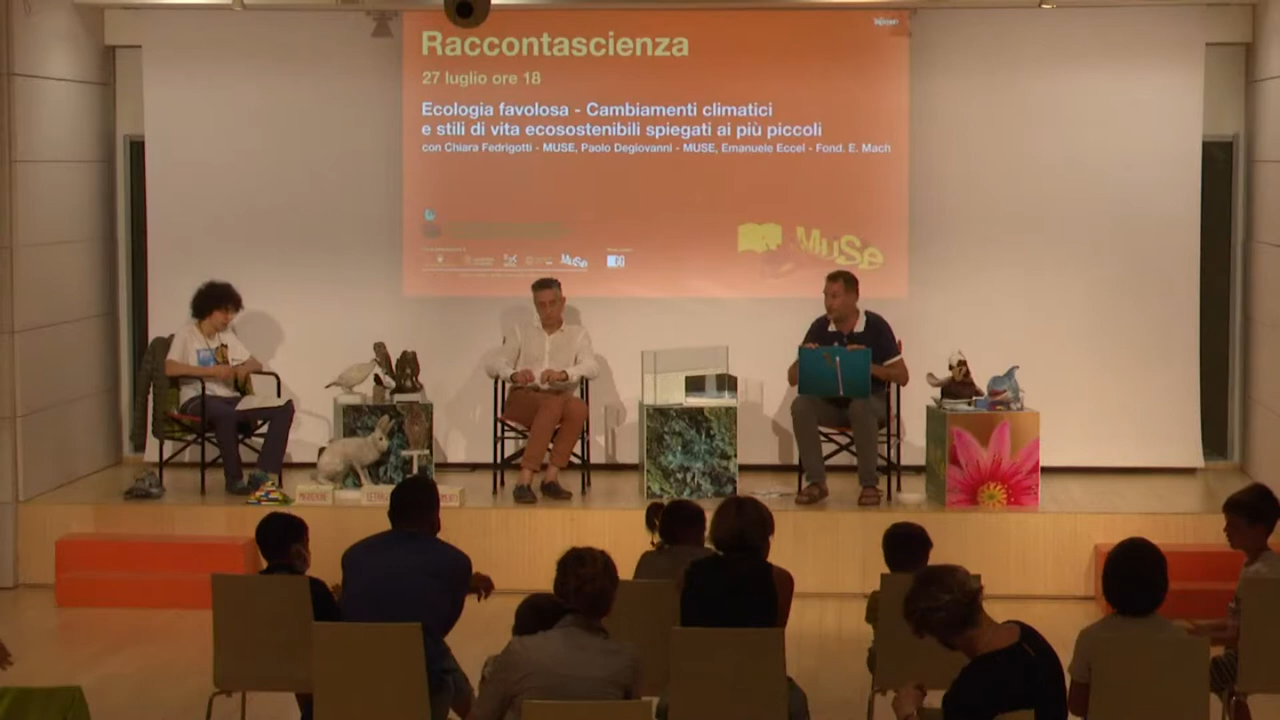 Raccontascienza
27 luglio ore 18
Ecologia favolosa - Cambiamenti climatici
e stili di vita ecosostenibili spiegati ai più piccoli
con Chiara Fedrigotti - MUSE, Paolo Degiovanni - MUSE, Emanuele Eccel - Fond. E. Mach
MuSe
MuSe